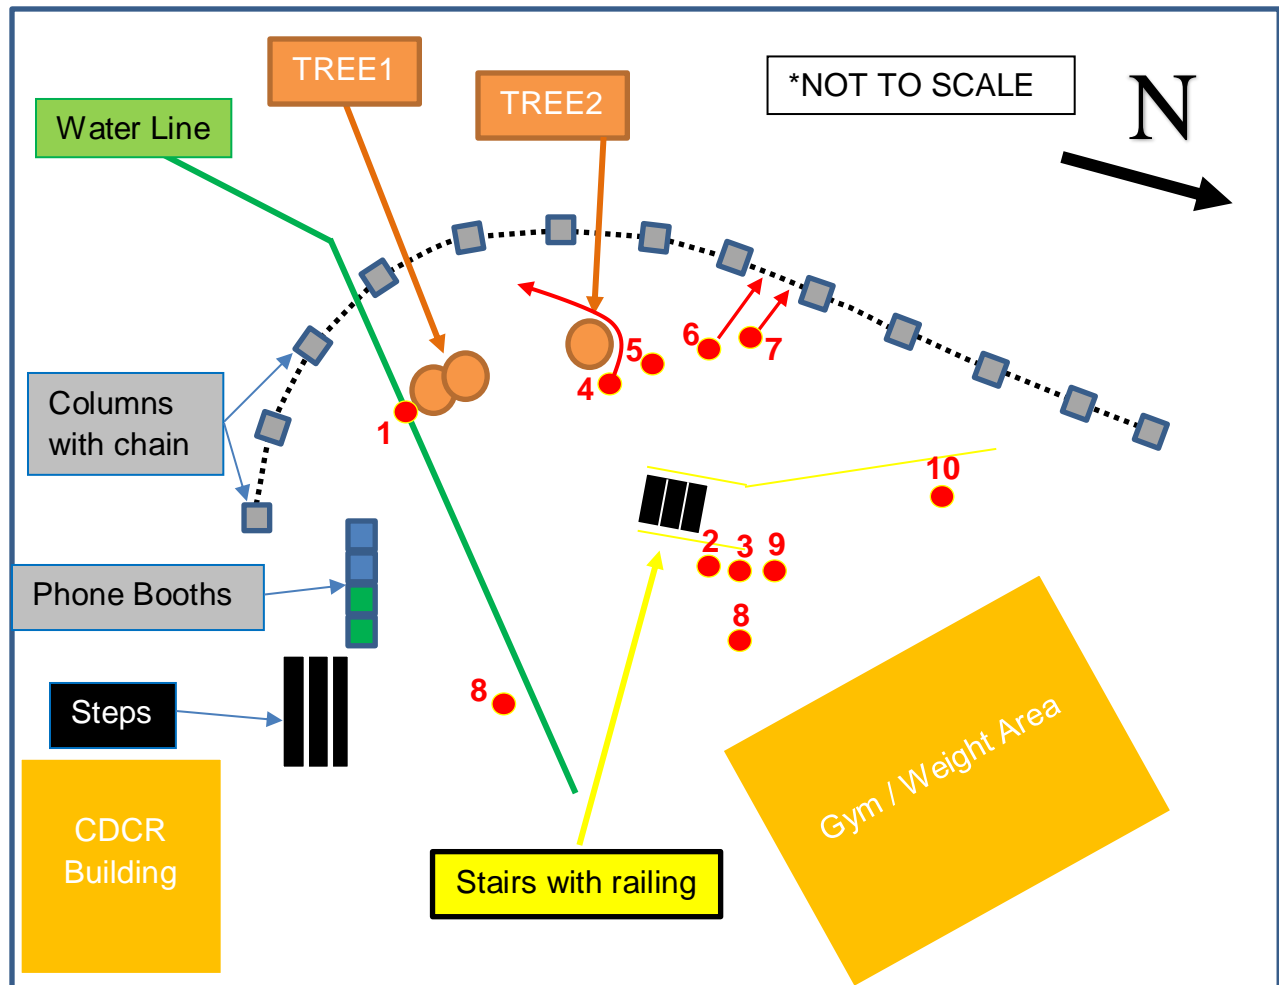 TREE1
*NOT TO SCALE
N
TREE2
Water Line
6
7
5
4
Columns
with chain
1
10
2
3
9
Phone Booths
8
8
Steps
Gym / Weight Area
CDCR
Building
Stairs with railing